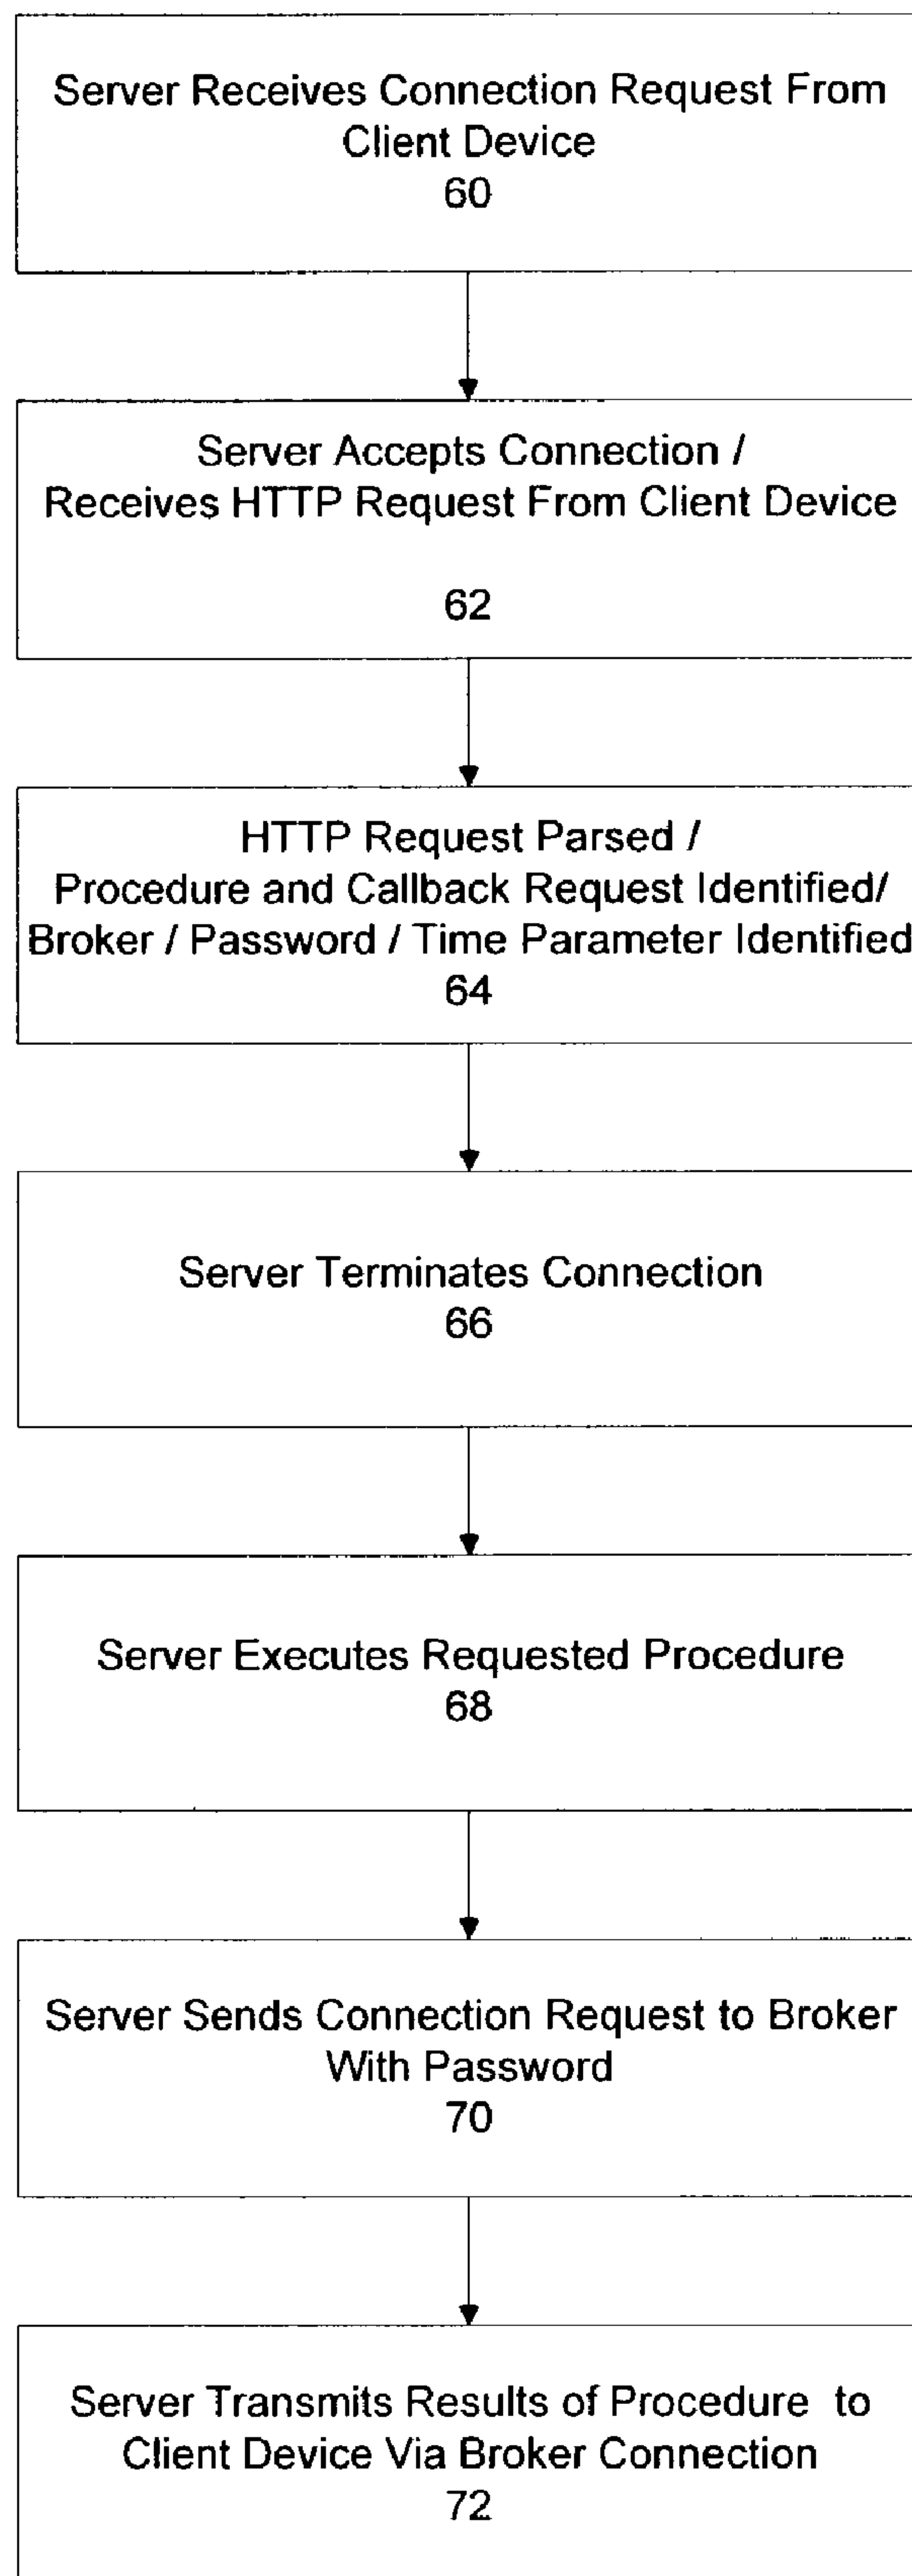 Server Receives Connection Request From
Client Device
60
Server Accepts Connection /
Receives HTTP Request From Client Device
62
HTTP Request Parsed /
Procedure and Callback Request Identified/
Broker / Password / Time Parameter Identified
64
Server Terminates Connection
66
Server Executes Requested Procedure
68
Server Sends Connection Request to Broker
With Password
70
Server Transmits Results of Procedure to
Client Device Via Broker Connection
72